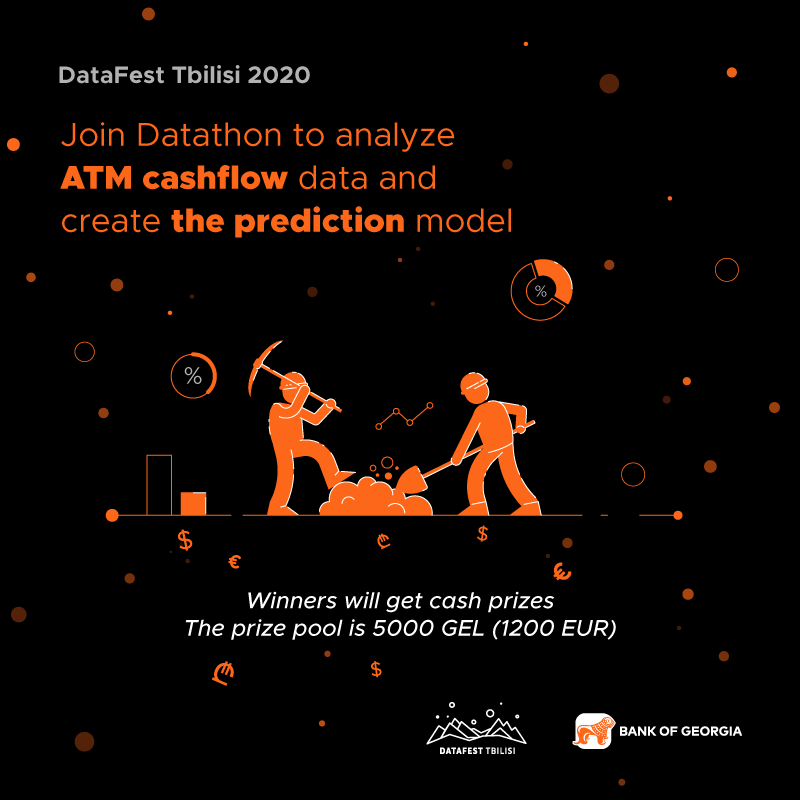 DataFest Tbilisi 2020
Join Datathon to analyze
ATM cashflow data and
create the prediction model
%
%
$
€
₾
$
€
Winners will get cash prizes
The prize pool is 5000 GEL (1200 EUR)
₾
$
DATAFEST TBILISI
BANK OF GEORGIA